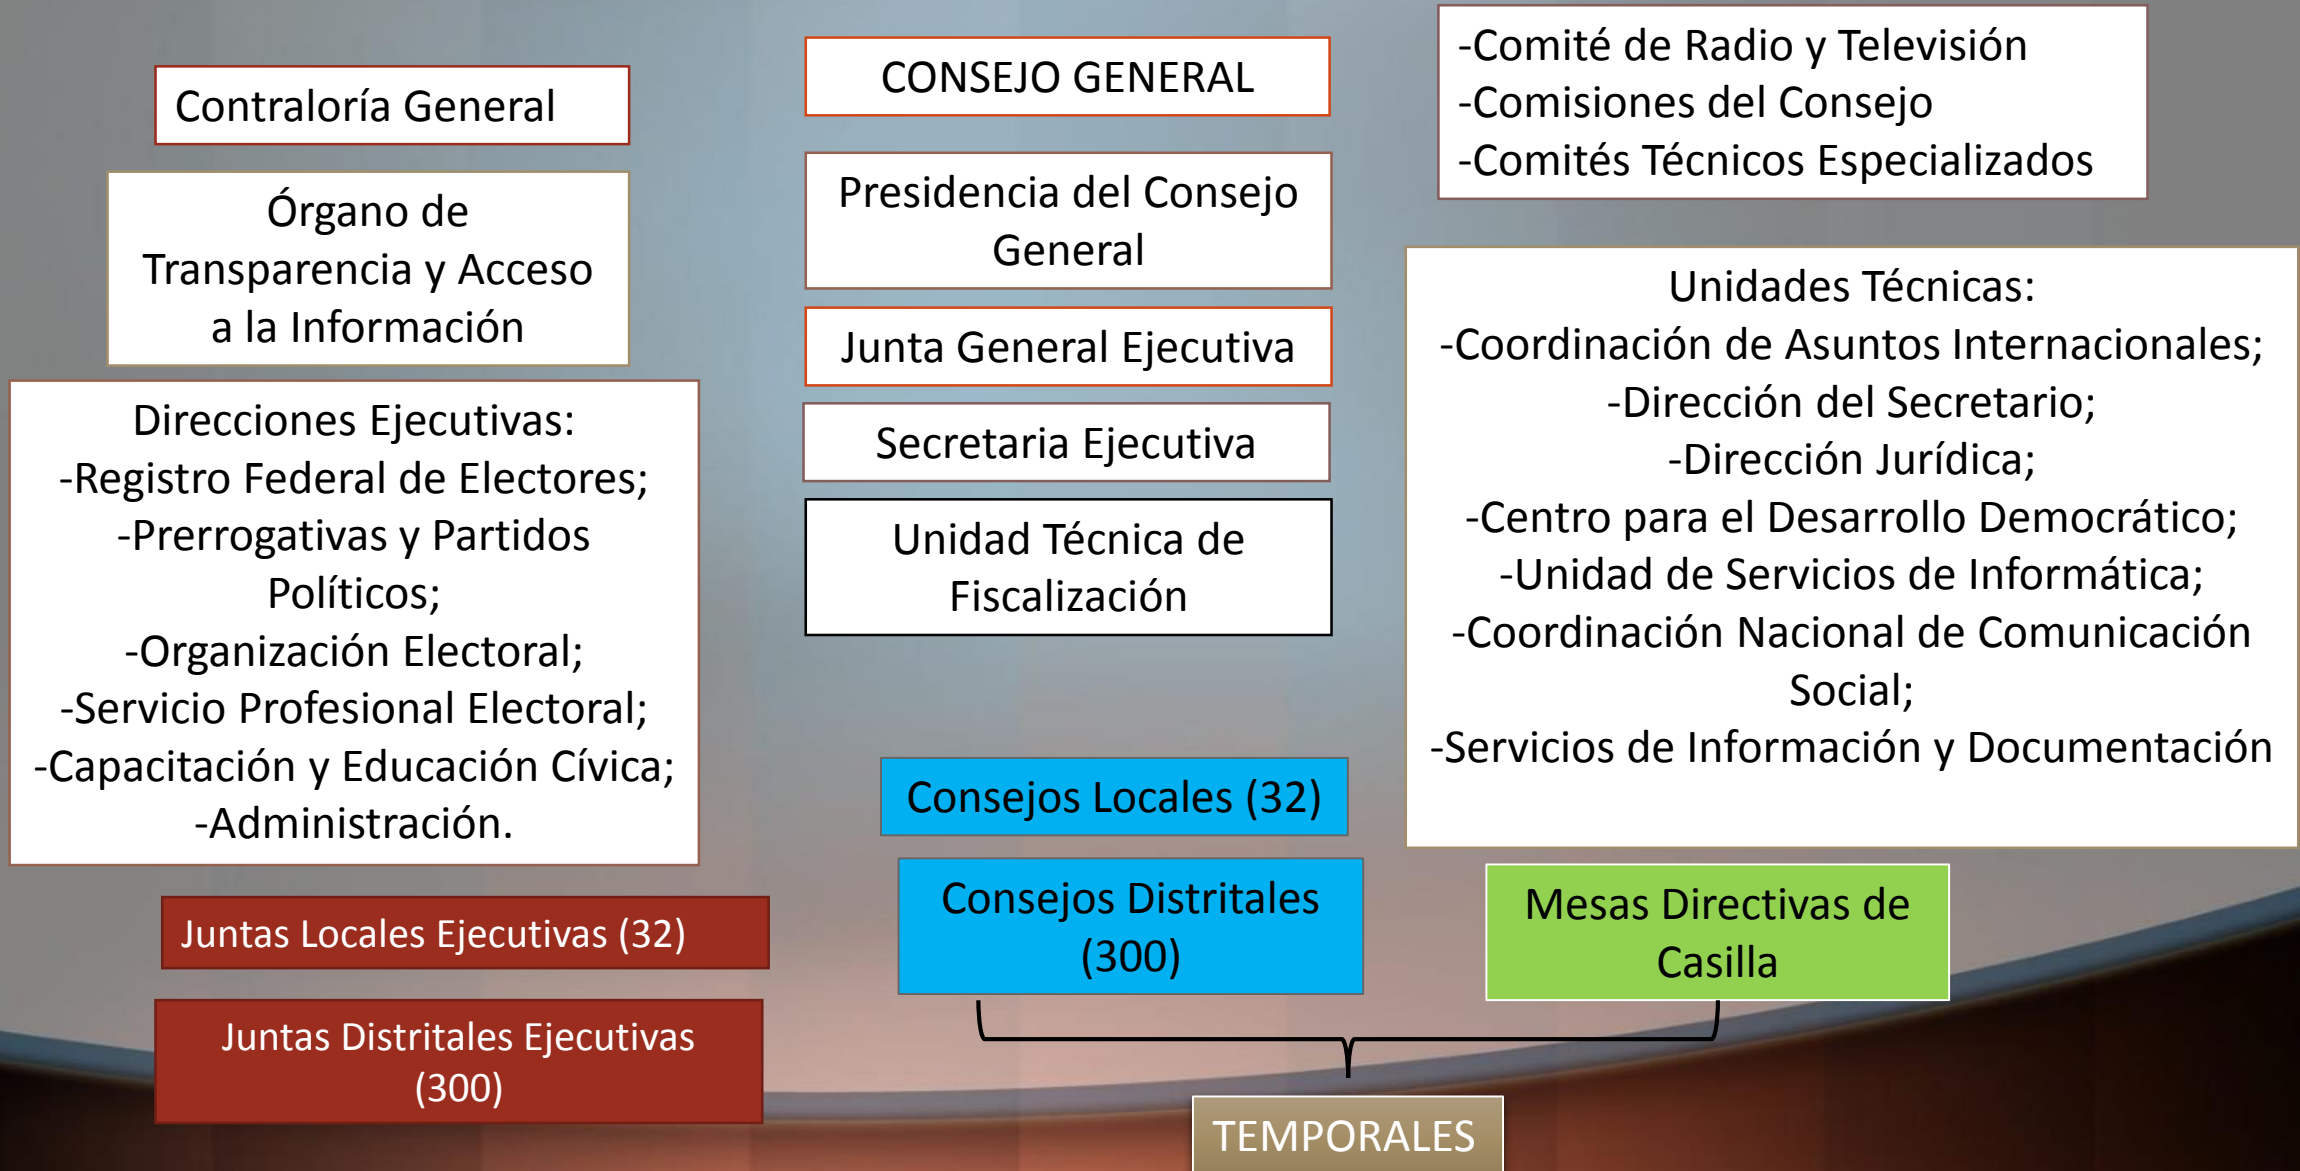 Contraloría General
Órgano de
Transparencia y Acceso
a la Información
Direcciones Ejecutivas:
-Registro Federal de Electores;
-Prerrogativas y Partidos
Políticos;
-Organización Electoral;
-Servicio Profesional Electoral;
-Capacitación y Educación Cívica;
-Administración.
Juntas Locales Ejecutivas (32)
Juntas Distritales Ejecutivas
(300)
CONSEJO GENERAL
Presidencia del Consejo
General
Junta General Ejecutiva
Secretaria Ejecutiva
Unidad Técnica de
Fiscalización
Consejos Locales (32)
Consejos Distritales
(300)
-Comité de Radio y Televisión
-Comisiones del Consejo
-Comités Técnicos Especializados
Unidades Técnicas:
-Coordinación de Asuntos Internacionales;
-Dirección del Secretario;
-Dirección Jurídica;
-Centro para el Desarrollo Democrático;
-Unidad de Servicios de Informática;
-Coordinación Nacional de Comunicación
Social;
-Servicios de Información y Documentación
Mesas Directivas de
Casilla
TEMPORALES